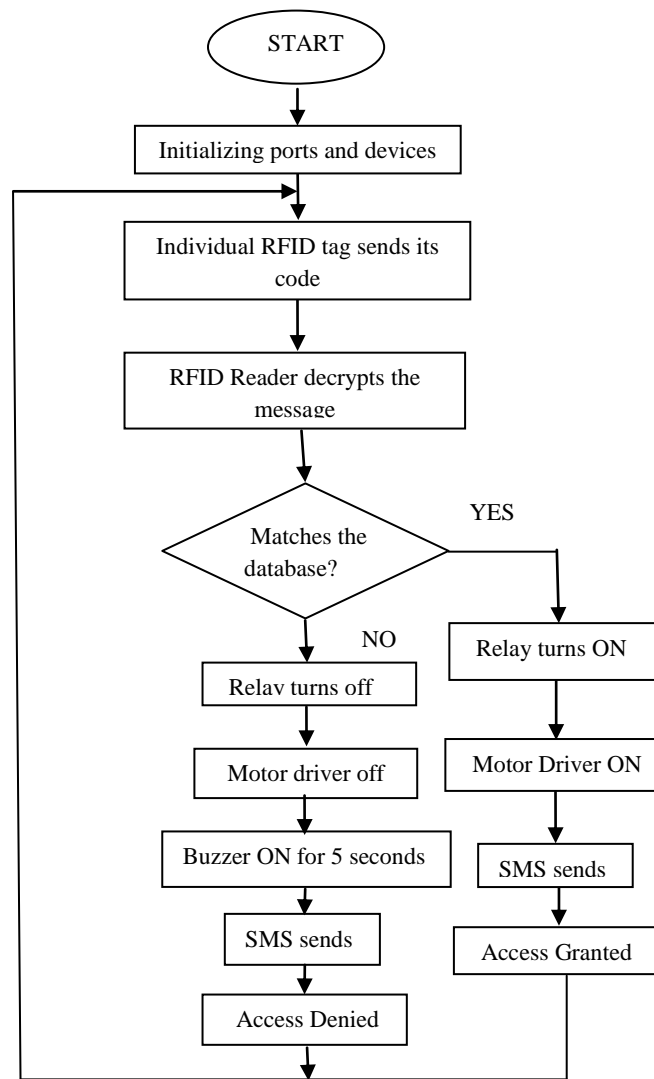 START
Initializing ports and devices
Individual RFID tag sends its
code
RFID Reader decrypts the
message
Matches the
database?
YES
NO
Relay turns off
Motor driver off
Buzzer ON for 5 seconds
SMS sends
Access Denied
Relay turns ON
Motor Driver ON
SMS sends
Access Granted